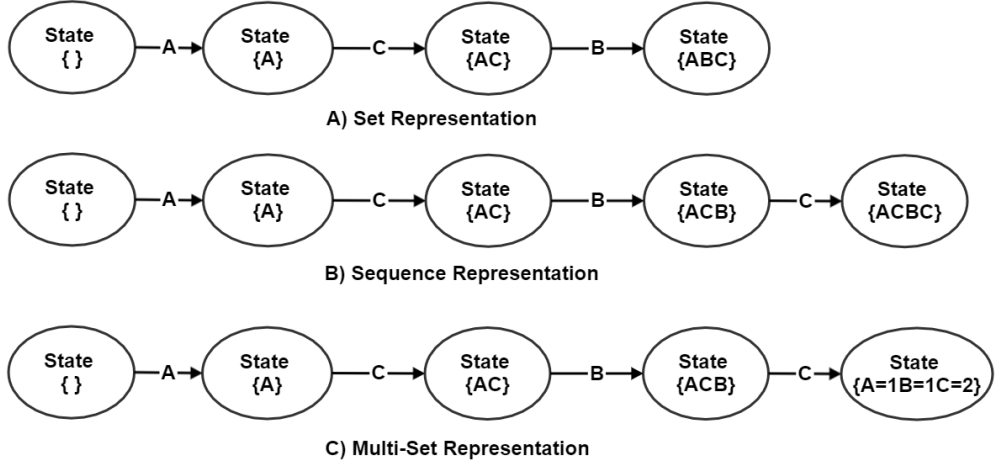 State
{ }
A
State
{A}
C
State
{AC}
B
State
{ABC}
A) Set Representation
State
{ }
A
State
{A}
C
State
{AC}
B
State
{ACB}
C
State
{ACBC}
B) Sequence Representation
State
{ }
A
State
{A}
C
State
{AC}
B
State
{ACB}
C
State
{A=1B=1C=2}
C) Multi-Set Representation